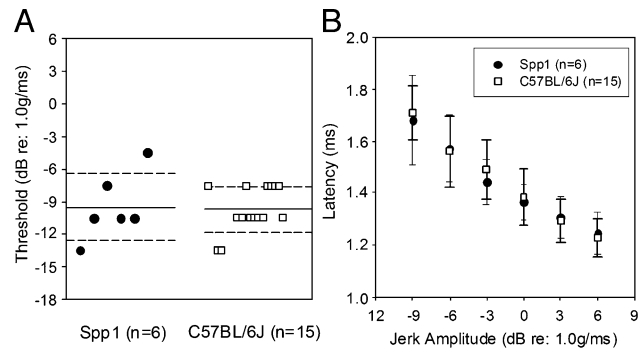 A
B
6
3
0
-3
-6
-9
-12
-15
-18
Threshold (dB re: 1.0g/ms)
Spp1 (n=6)
C57BL/6J (n=15)
2.0
1.8
1.6
1.4
1.2
1.0
Latency (ms)
Spp1 (n=6)
C57BL/6J (n=15)
12 -9 -6 -3 0 3 6 9
Jerk Amplitude (dB re: 1.0g/ms)